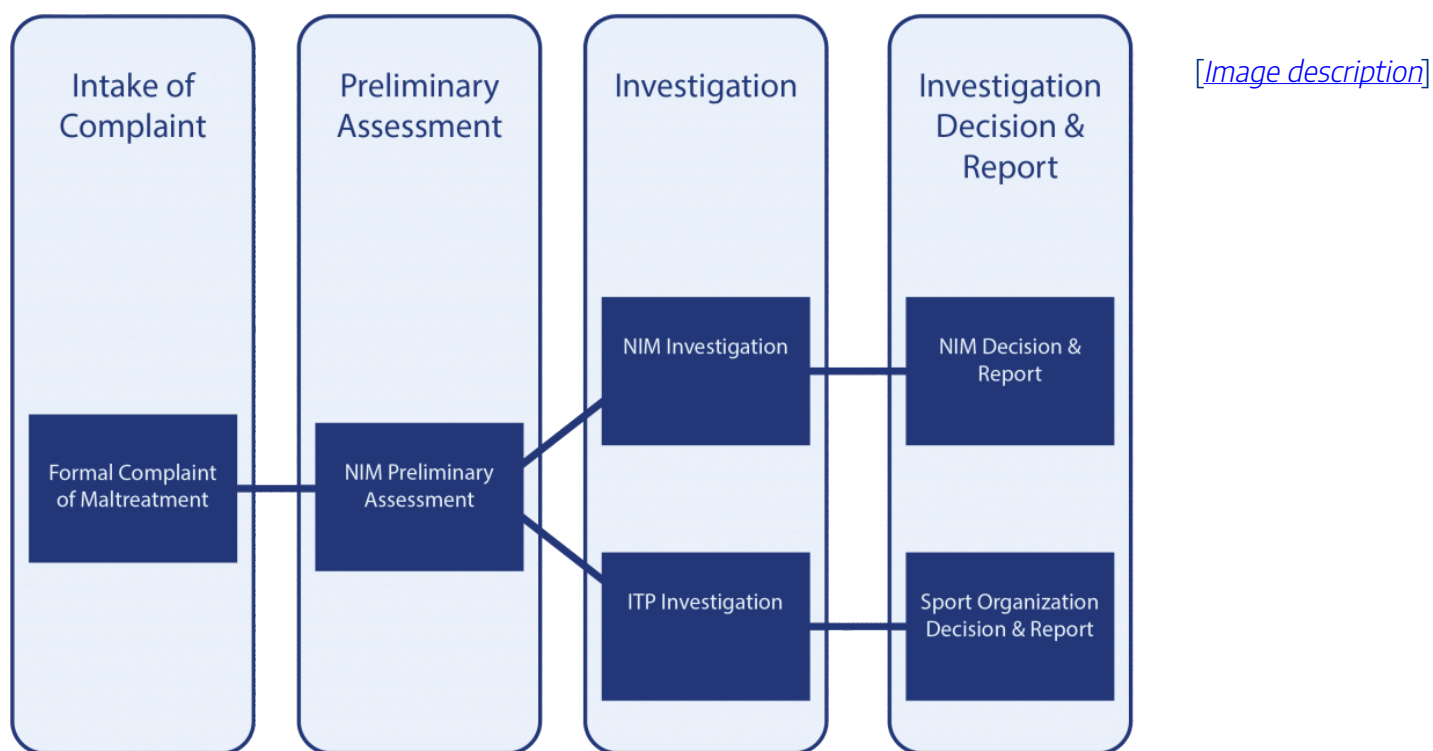 Intake of
Complaint
Preliminary
Assessment
Investigation
Investigation
Decision &
Report
[Image description]
Formal Complaint
of Maltreatment
NIM Preliminary
Assessment
NIM Investigation
NIM Decision &
Report
ITP Investigation
Sport Organization
Decision & Report